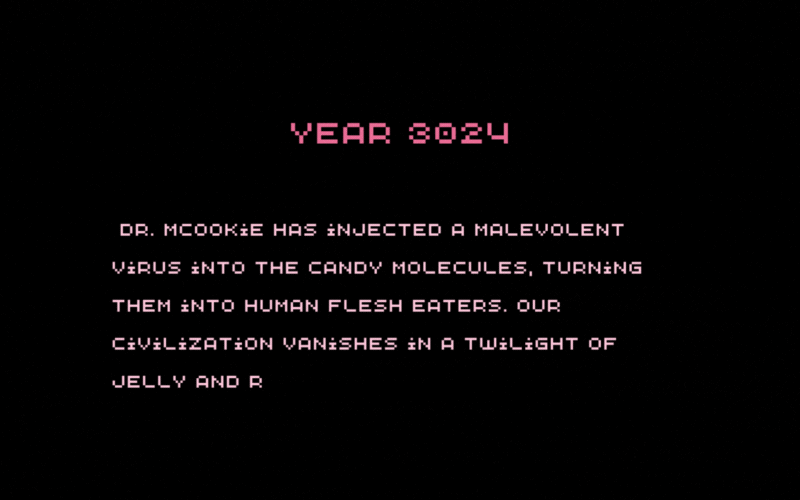 YEAR 3024
DR. MCOOKiE HAS iNJECTED A MALEVOLENT
ViRUS iNTO THE CANDY MOLECULES, TURNiNG
THEM iNTO HUMAN FLESH EATERS. OUR
CiViLiZATiON VANiSHES iN A TWiLiGHT OF
JELLY AND R